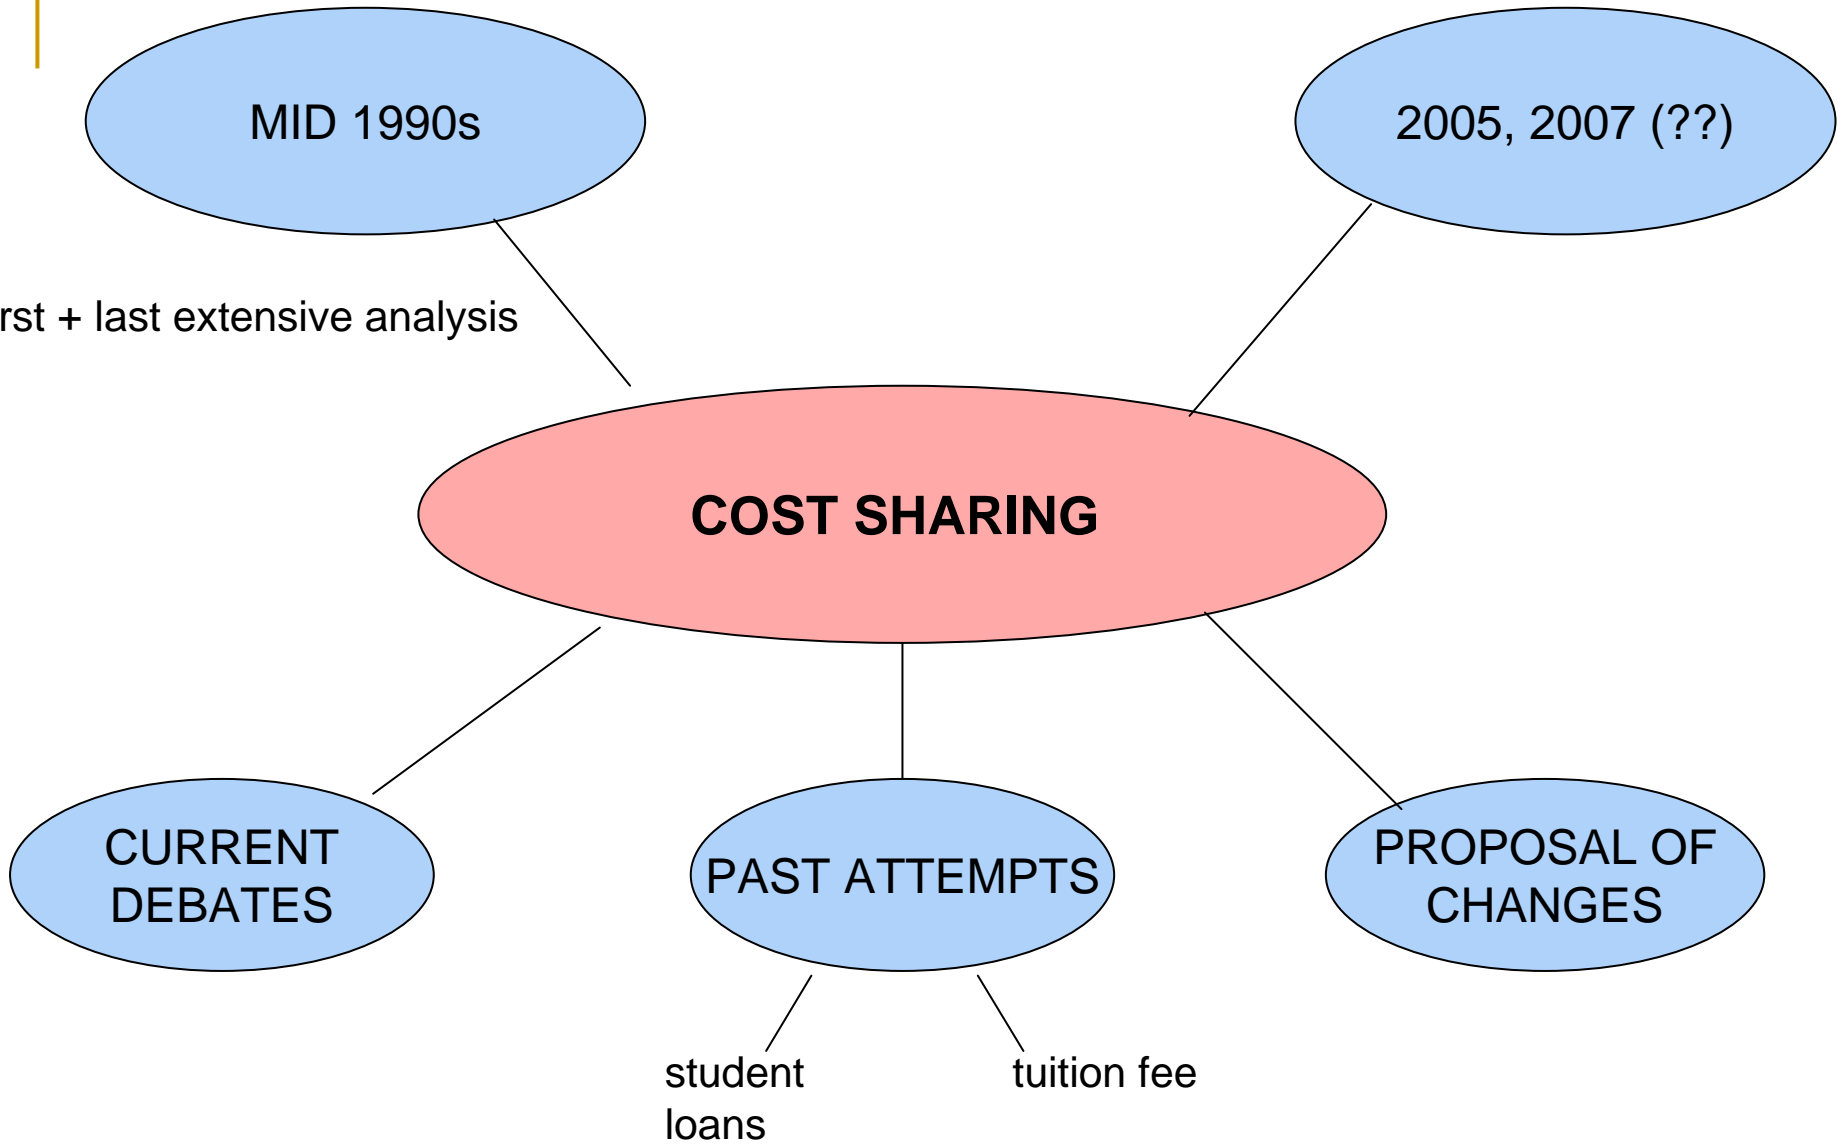 MID 1990s
2005, 2007 (??)
rst + last extensive analysis
COST SHARING
CURRENT
DEBATES
PAST ATTEMPTS
PROPOSAL OF
CHANGES
student
loans
tuition fee